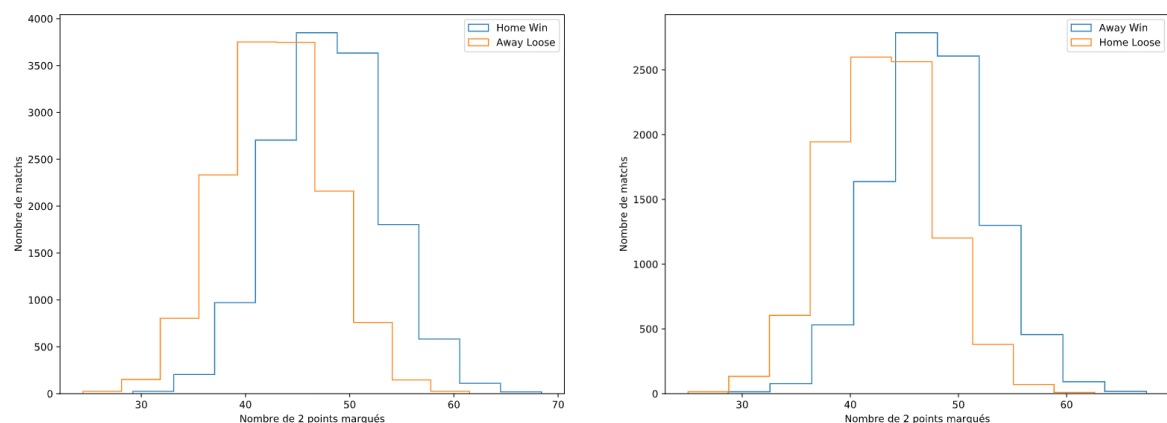 4000
3500
3000
2500
2000
1500
1000
500
0
Nombre de matchs
Home Win
Away Loose
30 40 50 60 70
Nombre de 2 points marqués
2500
2000
1500
1000
500
0
Nombre de matchs
Away Win
Home Loose
30 40 50 60
Nombre de 2 points marqués